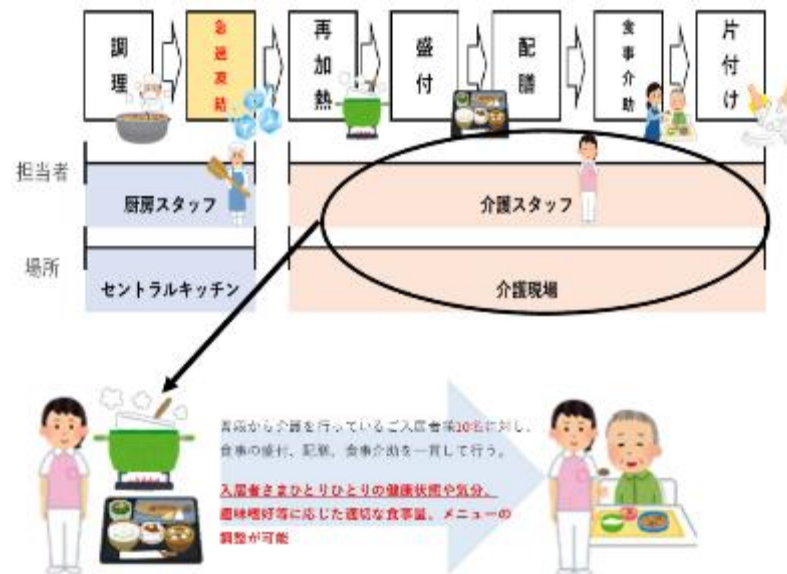 調理
急速凍結
再加熱
盛付
配膳
食事介助
片付け
担当者
厨房スタッフ
介護スタッフ
場所
セントラルキッチン
介護現場
普段から介護を行っているご入居者様10名に対し、
食事の盛付、配膳、食事介助を一貫して行う。
入居者さまひとりひとりの健康状態や気分、
趣味嗜好等に応じた適切な食事量、メニューの
調整が可能